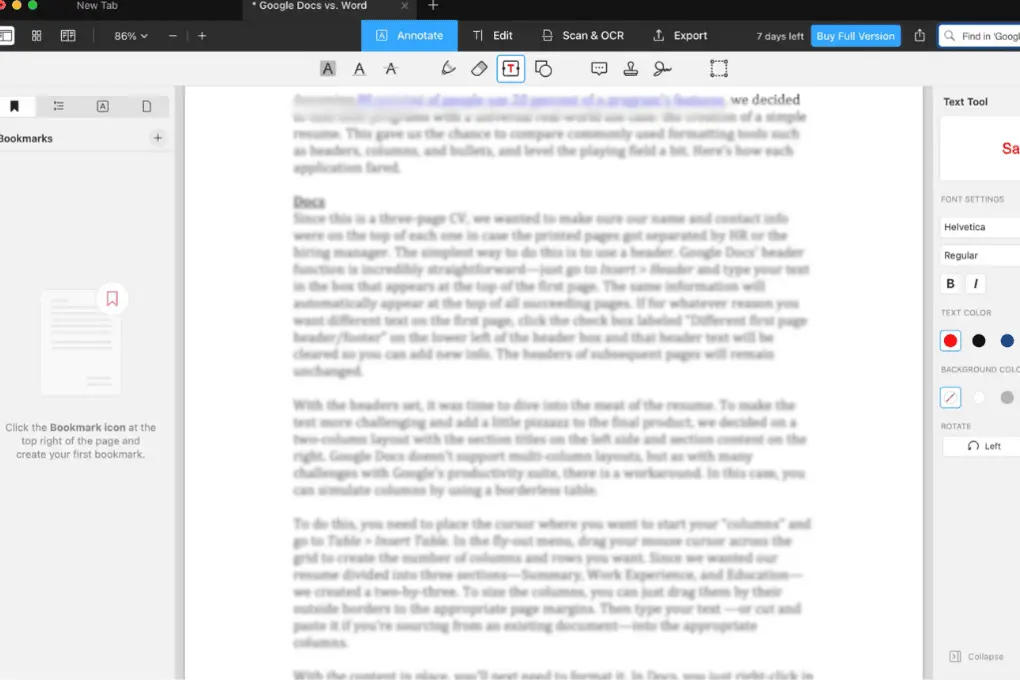 New Tab
* Google Docs vs. Word
86%
Annotate
Edit
Scan & OCR
Export
7 days left
Buy Full Version
Find in 'Googl
A A A
T
Bookmarks
Click the Bookmark icon at the
top right of the page and
create your first bookmark.
of people use 20 percent of a program's features, we decided
programs with a universal real-world use case: the creation of a simple
resume. This gave us the chance to compare commonly used formatting tools such
as headers, columns, and bullets, and level the playing field a bit. Here's how each
application fared.
Docs
Since this is a three-page CV, we wanted to make sure our name and contact info
were on the top of each one in case the printed pages got separated by HR or the
hiring manager. The simplest way to do this is to use a header. Google Docs' header
function is incredibly straightforward—just go to Insert > Header and type your text
in the box that appears at the top of the first page. The same information will
automatically appear at the top of all succeeding pages. If for whatever reason you
want different text on the first page, click the check box labeled "Different first page
header/footer" on the lower left of the header box and that header text will be
cleared so you can add new info. The headers of subsequent pages will remain
unchanged.
With the headers set, it was time to dive into the meat of the resume. To make the
test more challenging and add a little pizzazz to the final product, we decided on a
two-column layout with the section titles on the left side and section content on the
right. Google Docs doesn't support multi-column layouts, but as with many
challenges with Google's productivity suite, there is a workaround. In this case, you
can simulate columns by using a borderless table.
To do this, you need to place the cursor where you want to start your "columns" and
go to Table > Insert Table. In the fly-out menu, drag your mouse cursor across the
grid to create the number of columns and rows you want. Since we wanted our
resume divided into three sections—Summary, Work Experience, and Education—
we created a two-by-three. To size the columns, you can just drag them by their
outside borders to the appropriate page margins. Then type your text —or cut and
paste it if you're sourcing from an existing document—into the appropriate
columns.
With the content in place, you'll next need to format it. In Docs, you just right-click in
Text Tool
Sa
FONT SETTINGS
Helvetica
Regular
B I
TEXT COLOR
BACKGROUND COLO
ROTATE
Left
Collapse